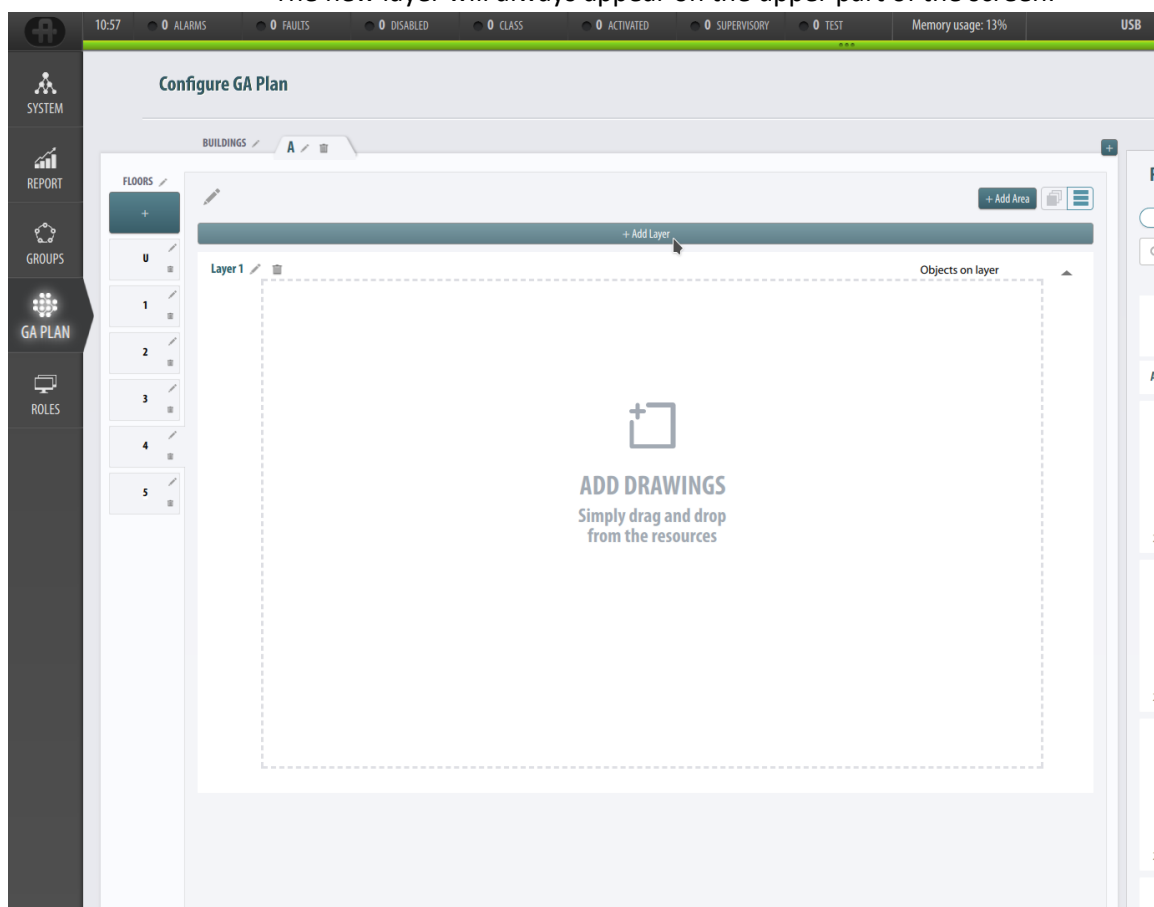 The new layer will always appear on the upper part of the screen.
10:57 0 ALARMS 0 FAULTS 0 DISABLED 0 CLASS 0 ACTIVATED 0 SUPERVISORY 0 TEST Memory usage: 13% USB
SYSTEM
Configure GA Plan
BUILDINGS A
+
REPORT
FLOORS
+
+ Add Area
+ Add Layer
GROUPS
U
Layer 1
Objects on layer
1
GA PLAN
2
3
ROLES
4
5
ADD DRAWINGS
Simply drag and drop
from the resources